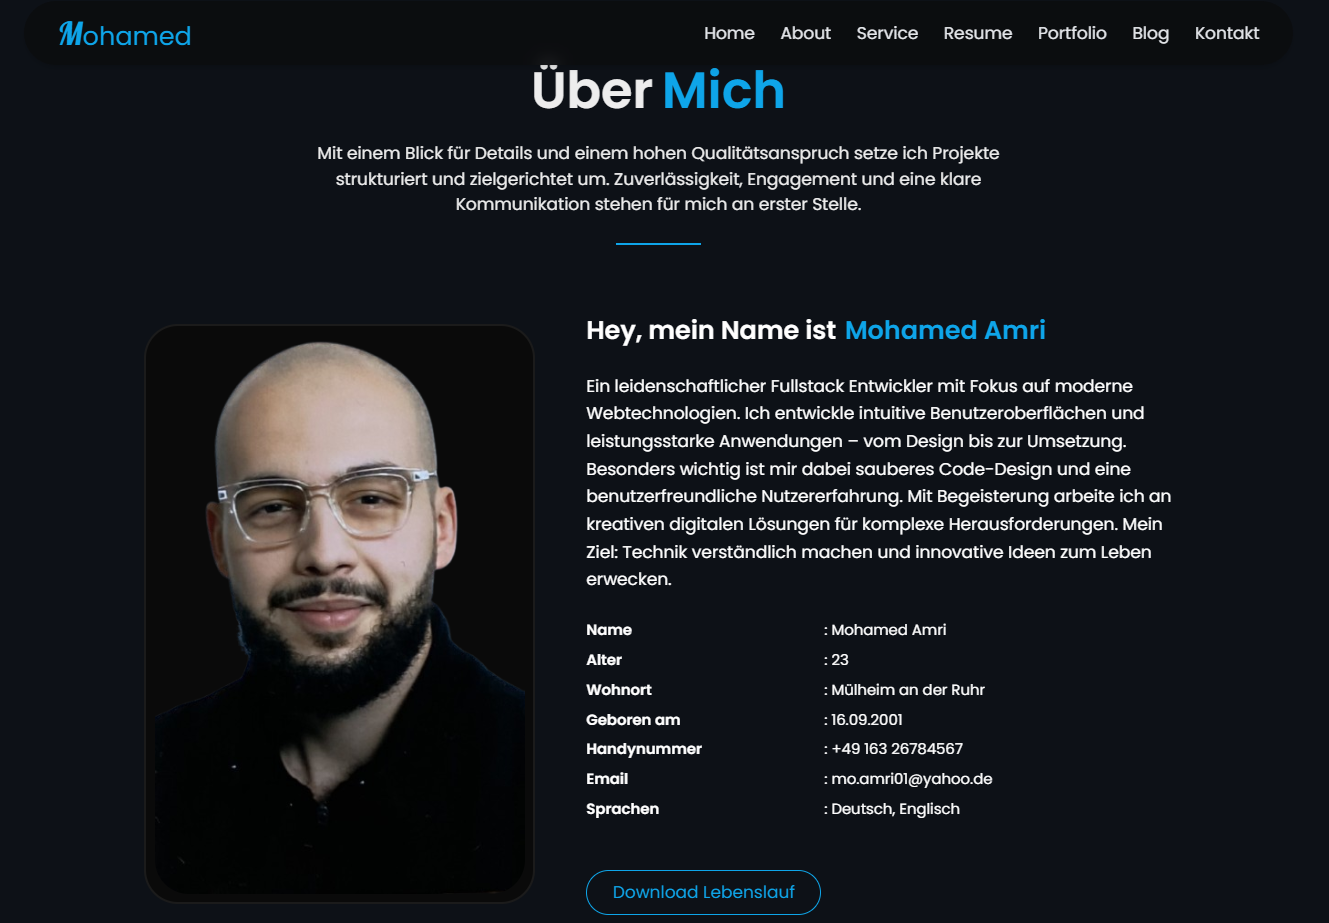 Mohamed
Home About Service Resume Portfolio Blog Kontakt
Über Mich
Mit einem Blick für Details und einem hohen Qualitätsanspruch setze ich Projekte
strukturiert und zielgerichtet um. Zuverlässigkeit, Engagement und eine klare
Kommunikation stehen für mich an erster Stelle.
Hey, mein Name ist Mohamed Amri
Ein leidenschaftlicher Fullstack Entwickler mit Fokus auf moderne
Webtechnologien. Ich entwickle intuitive Benutzeroberflächen und
leistungsstarke Anwendungen – vom Design bis zur Umsetzung.
Besonders wichtig ist mir dabei sauberes Code-Design und eine
benutzerfreundliche Nutzererfahrung. Mit Begeisterung arbeite ich an
kreativen digitalen Lösungen für komplexe Herausforderungen. Mein
Ziel: Technik verständlich machen und innovative Ideen zum Leben
erwecken.
Name : Mohamed Amri
Alter : 23
Wohnort : Mülheim an der Ruhr
Geboren am : 16.09.2001
Handynummer : +49 163 26784567
Email : mo.amri01@yahoo.de
Sprachen : Deutsch, Englisch
Download Lebenslauf